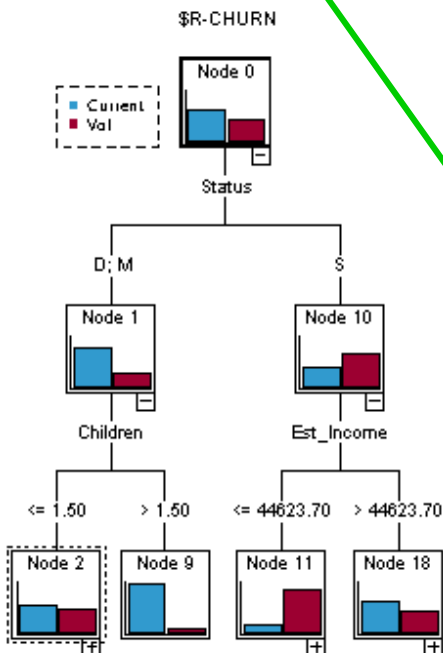 $R-CHURN
Node 0
Current
Vol
Status
D; M
S
Node 1
Node 10
Children
Est_Income
<= 1.50
> 1.50
<= 44623.70
> 44623.70
Node 2
Node 9
Node 11
Node 18